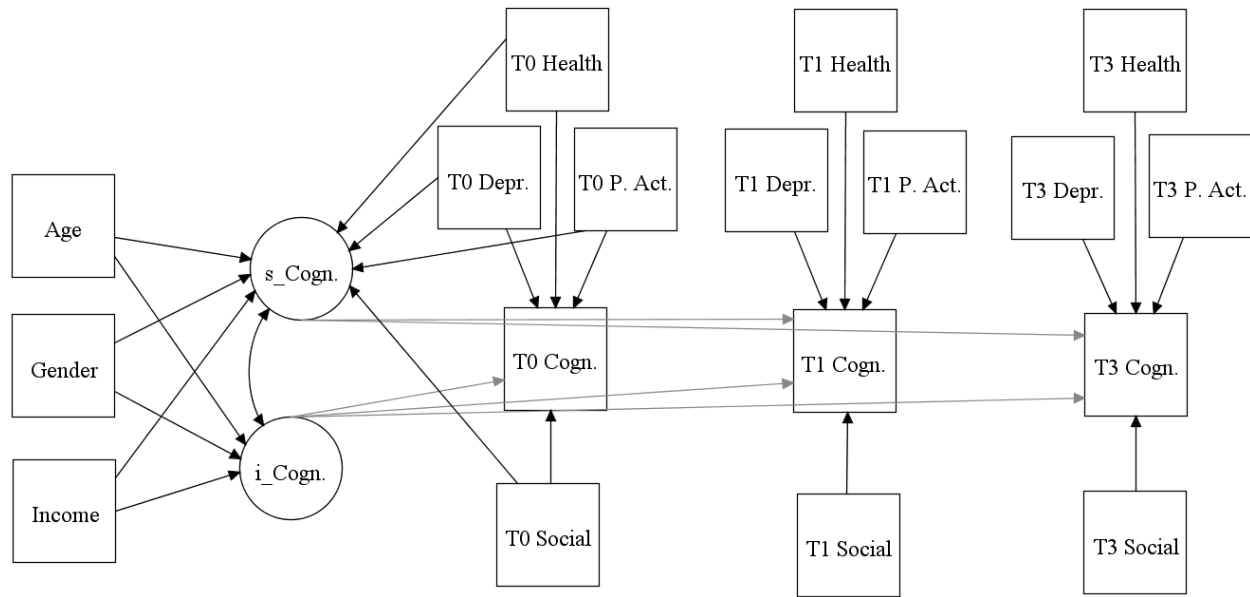 T0 Health
T1 Health
T3 Health
T0 Depr.
T0 P. Act.
T1 Depr.
T1 P. Act.
T3 Depr.
T3 P. Act.
Age
s_Cogn.
Gender
T0 Cogn.
T1 Cogn.
T3 Cogn.
i_Cogn.
Income
T0 Social
T1 Social
T3 Social